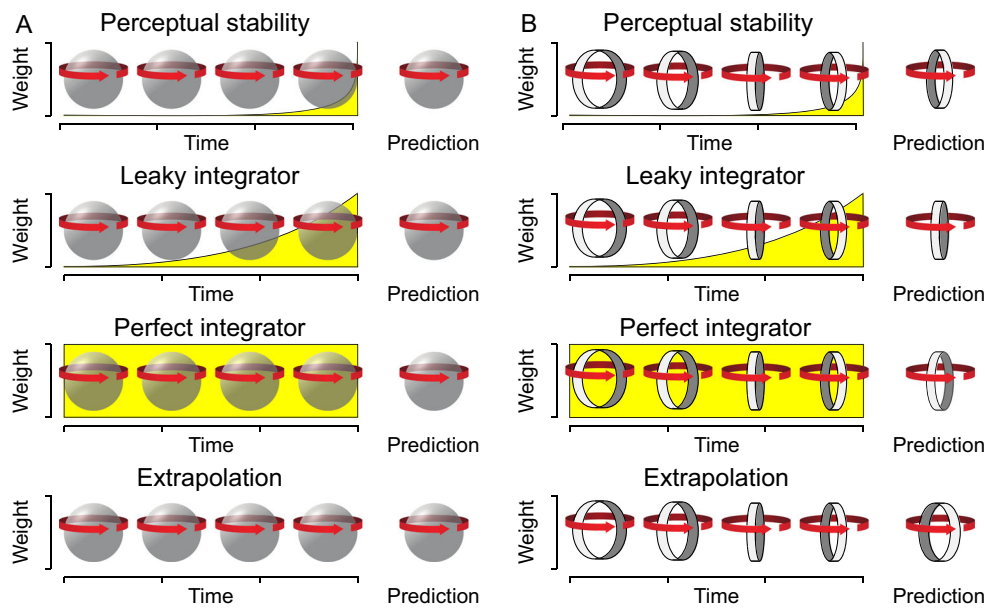 A
Perceptual stability
Weight
Time
Prediction
Leaky integrator
Weight
Time
Prediction
Perfect integrator
Weight
Time
Prediction
Extrapolation
Weight
Time
Prediction
B
Perceptual stability
Weight
Time
Prediction
Leaky integrator
Weight
Time
Prediction
Perfect integrator
Weight
Time
Prediction
Extrapolation
Weight
Time
Prediction